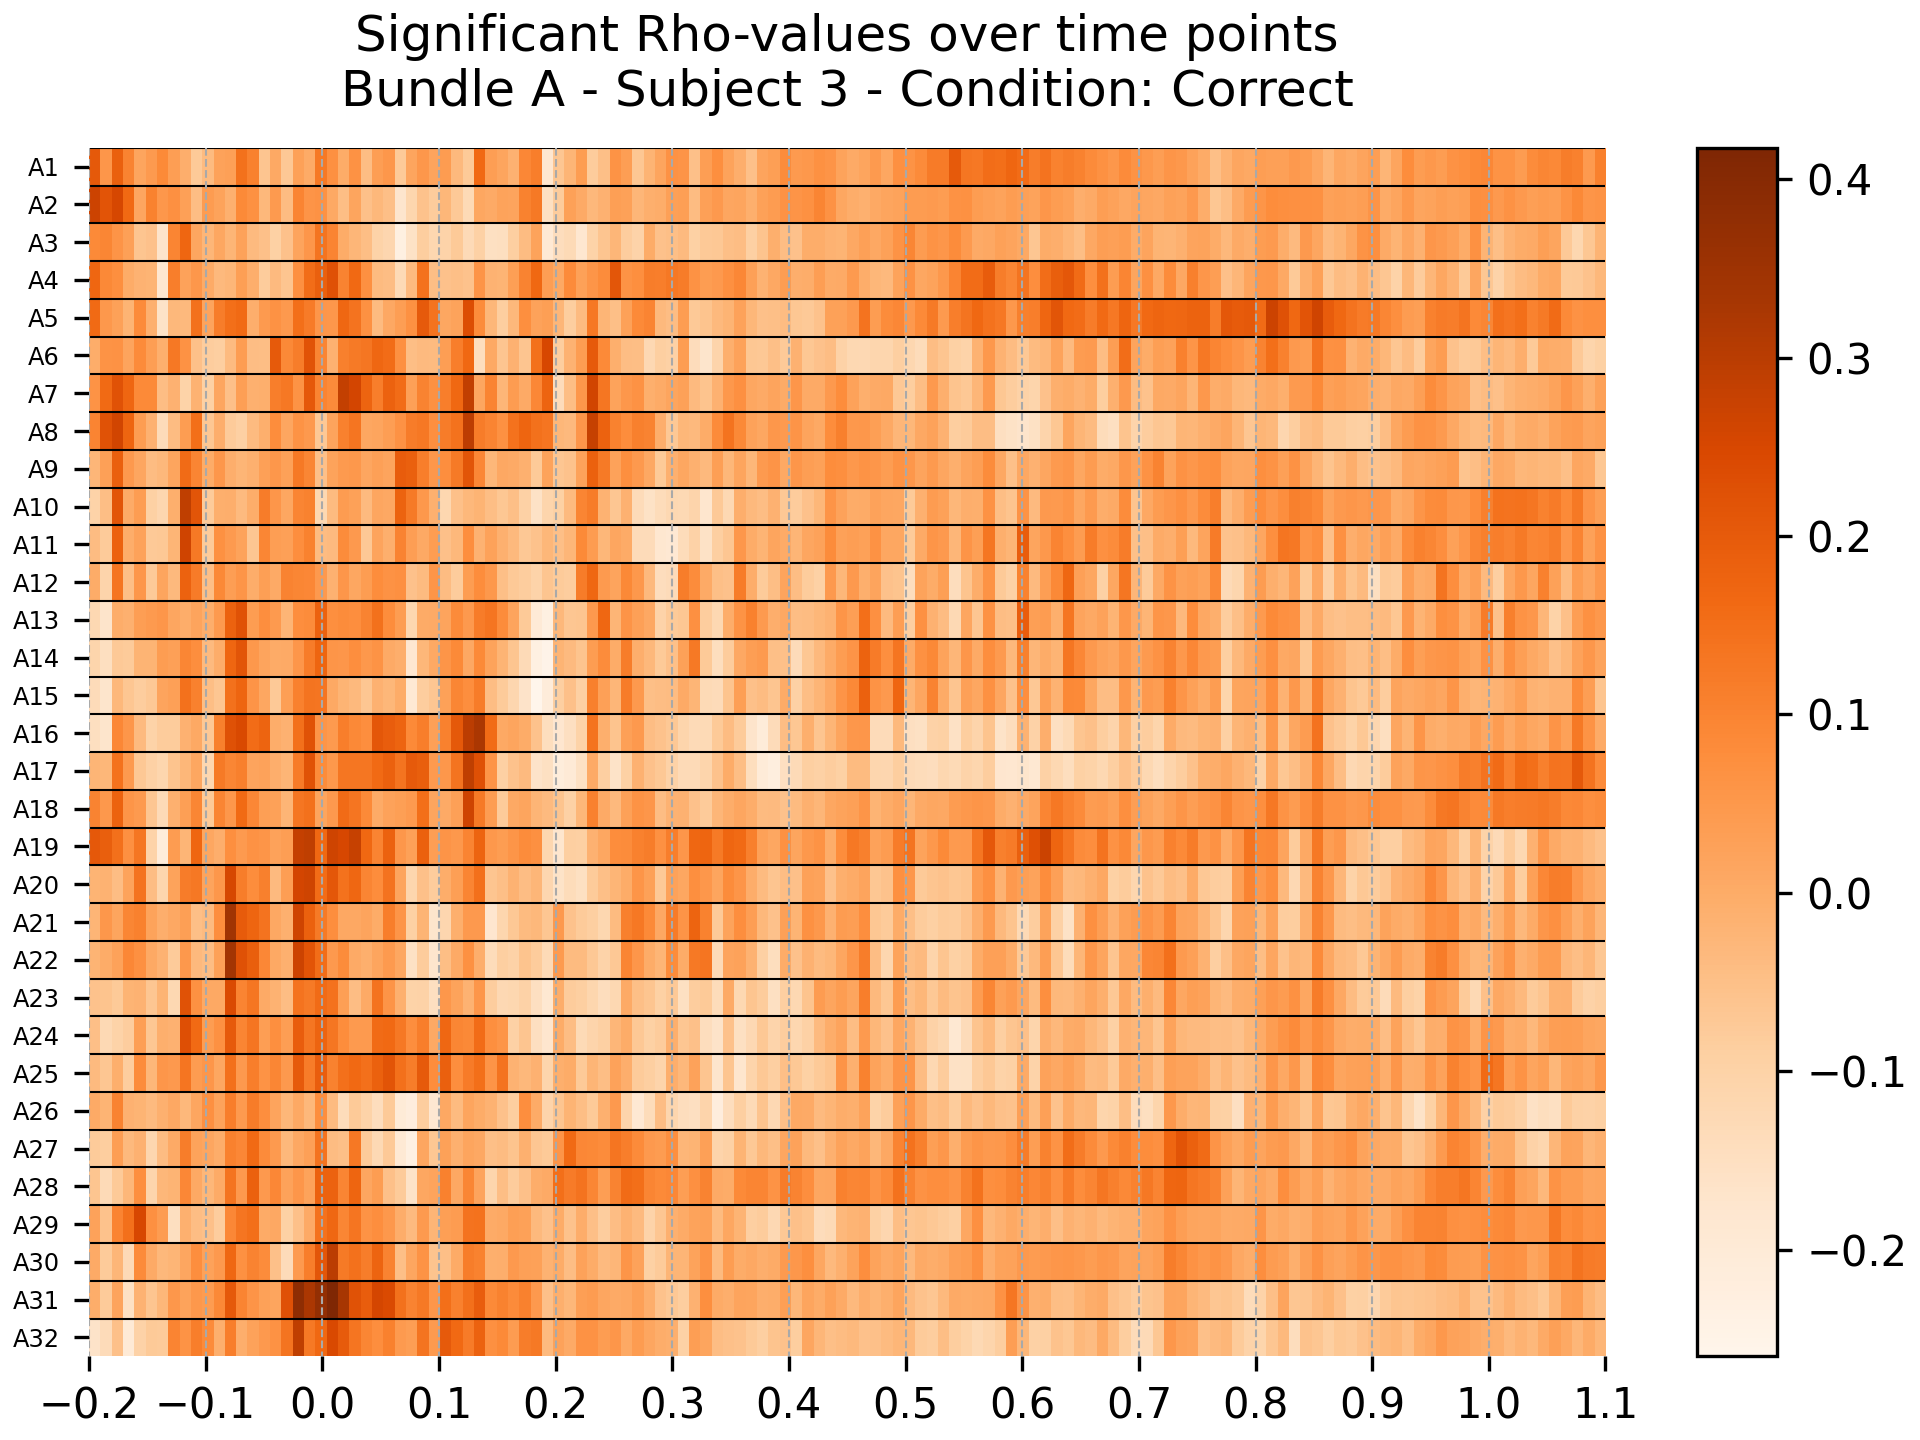 Significant Rho-values over time points
Bundle A - Subject 3 - Condition: Correct
A1
A2
A3
A4
A5
A6
A7
A8
A9
A10
A11
A12
A13
A14
A15
A16
A17
A18
A19
A20
A21
A22
A23
A24
A25
A26
A27
A28
A29
A30
A31
A32
−0.2 −0.1 0.0 0.1 0.2 0.3 0.4 0.5 0.6 0.7 0.8 0.9 1.0 1.1
0.4
0.3
0.2
0.1
0.0
−0.1
−0.2